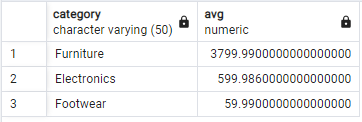 category avg
character varying (50) numeric
1 Furniture 3799.9900000000000000
2 Electronics 599.9860000000000000
3 Footwear 59.9900000000000000